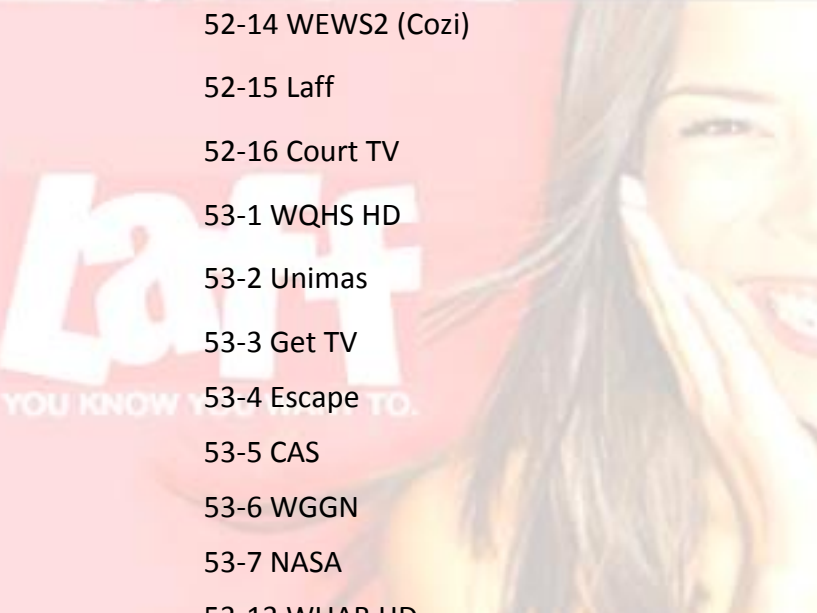 52-14 WEWS2 (Cozi)
52-15 Laff
52-16 Court TV
53-1 WQHS HD
53-2 Unimas
Laff
53-3 Get TV
53-4 Escape
YOU KNOW YOU WANT TO.
53-5 CAS
53-6 WGGN
53-7 NASA